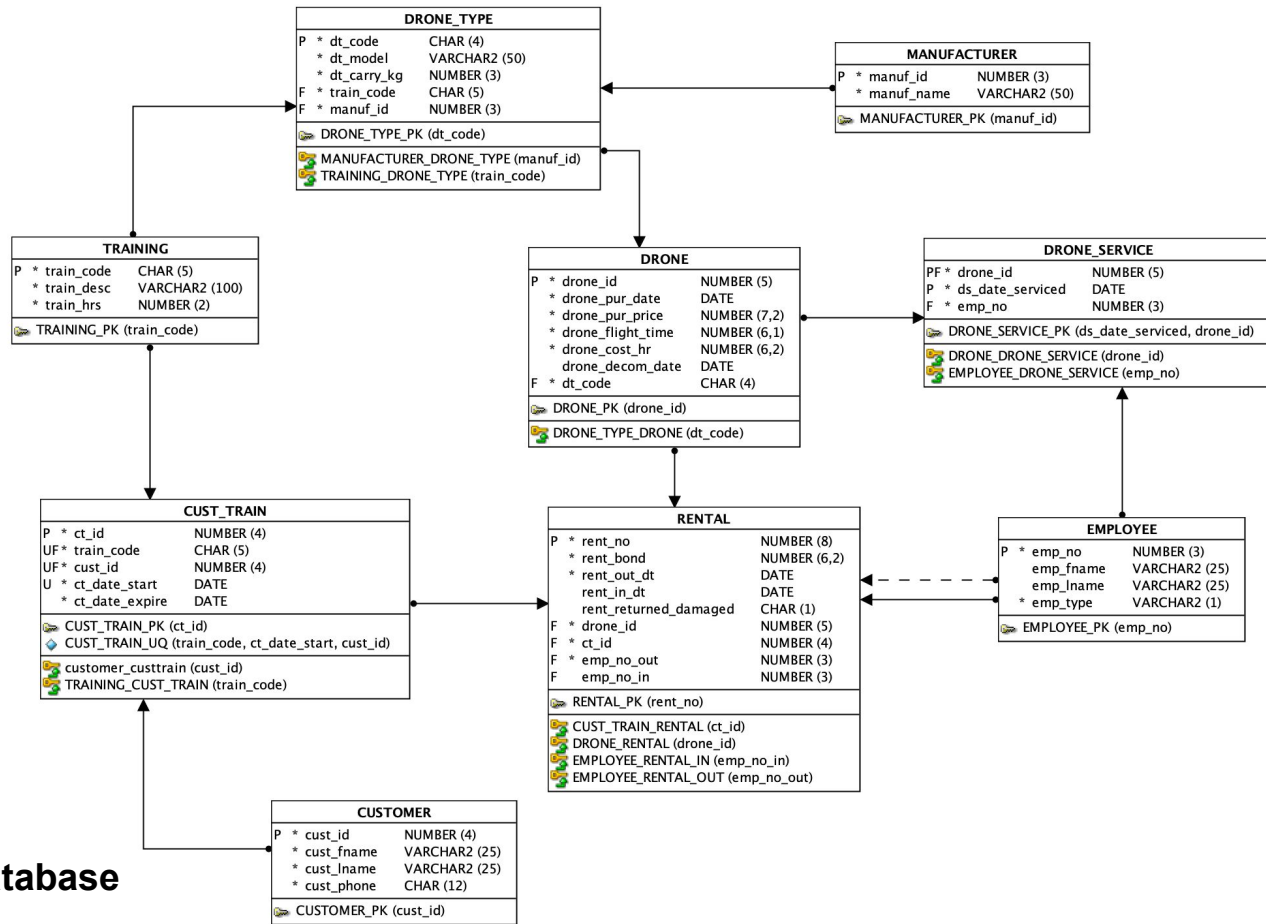 DRONE_TYPE
P * dt_code CHAR (4)
* dt_model VARCHAR2 (50)
* dt_carry_kg NUMBER (3)
F * train_code CHAR (5)
F * manuf_id NUMBER (3)
DRONE_TYPE_PK (dt_code)
MANUFACTURER_DRONE_TYPE (manuf_id)
TRAINING_DRONE_TYPE (train_code)
MANUFACTURER
P * manuf_id NUMBER (3)
* manuf_name VARCHAR2 (50)
MANUFACTURER_PK (manuf_id)
TRAINING
P * train_code CHAR (5)
* train_desc VARCHAR2 (100)
* train_hrs NUMBER (2)
TRAINING_PK (train_code)
DRONE
P * drone_id NUMBER (5)
* drone_pur_date DATE
* drone_pur_price NUMBER (7,2)
* drone_flight_time NUMBER (6,1)
* drone_cost_hr NUMBER (6,2)
drone_decom_date DATE
F * dt_code CHAR (4)
DRONE_PK (drone_id)
DRONE_TYPE_DRONE (dt_code)
DRONE_SERVICE
PF * drone_id NUMBER (5)
P * ds_date_serviced DATE
F * emp_no NUMBER (3)
DRONE_SERVICE_PK (ds_date_serviced, drone_id)
DRONE_DRONE_SERVICE (drone_id)
EMPLOYEE_DRONE_SERVICE (emp_no)
CUST_TRAIN
P * ct_id NUMBER (4)
UF * train_code CHAR (5)
UF * cust_id NUMBER (4)
U * ct_date_start DATE
* ct_date_expire DATE
CUST_TRAIN_PK (ct_id)
CUST_TRAIN_UQ (train_code, ct_date_start, cust_id)
customer_custtrain (cust_id)
TRAINING_CUST_TRAIN (train_code)
RENTAL
P * rent_no NUMBER (8)
* rent_bond NUMBER (6,2)
* rent_out_dt DATE
rent_in_dt DATE
rent_returned_damaged CHAR (1)
F * drone_id NUMBER (5)
F * ct_id NUMBER (4)
F * emp_no_out NUMBER (3)
F emp_no_in NUMBER (3)
RENTAL_PK (rent_no)
CUST_TRAIN_RENTAL (ct_id)
DRONE_RENTAL (drone_id)
EMPLOYEE_RENTAL_IN (emp_no_in)
EMPLOYEE_RENTAL_OUT (emp_no_out)
EMPLOYEE
P * emp_no NUMBER (3)
emp_fname VARCHAR2 (25)
emp_lname VARCHAR2 (25)
* emp_type VARCHAR2 (1)
EMPLOYEE_PK (emp_no)
CUSTOMER
P * cust_id NUMBER (4)
* cust_fname VARCHAR2 (25)
* cust_lname VARCHAR2 (25)
* cust_phone CHAR (12)
CUSTOMER_PK (cust_id)
tabase